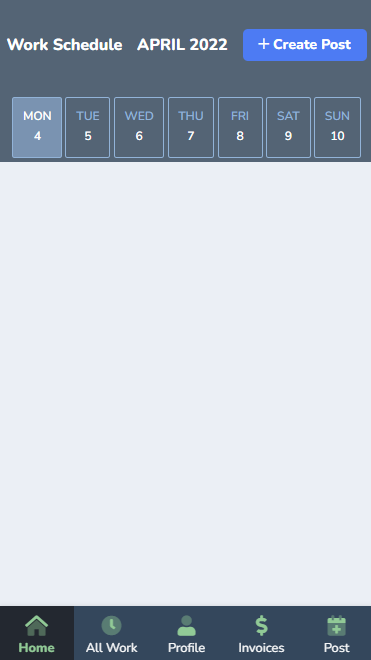 Work Schedule APRIL 2022 + Create Post
MON TUE WED THU FRI SAT SUN
4 5 6 7 8 9 10
Home All Work Profile Invoices Post